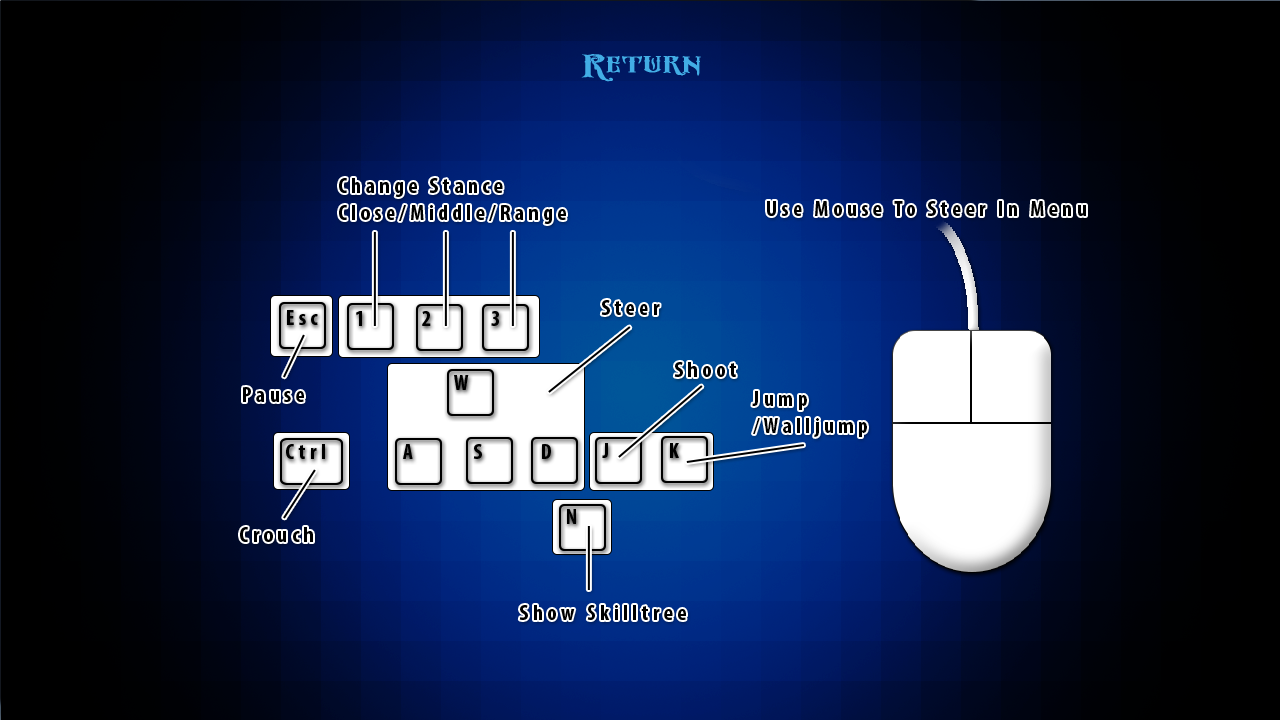 Return
Change Stance
Close/Middle/Range
Use Mouse To Steer In Menu
Esc
1
2
3
Steer
Pause
W
Shoot
Jump
/Walljump
Ctrl
A
S
D
J
K
Crouch
N
Show Skilltree